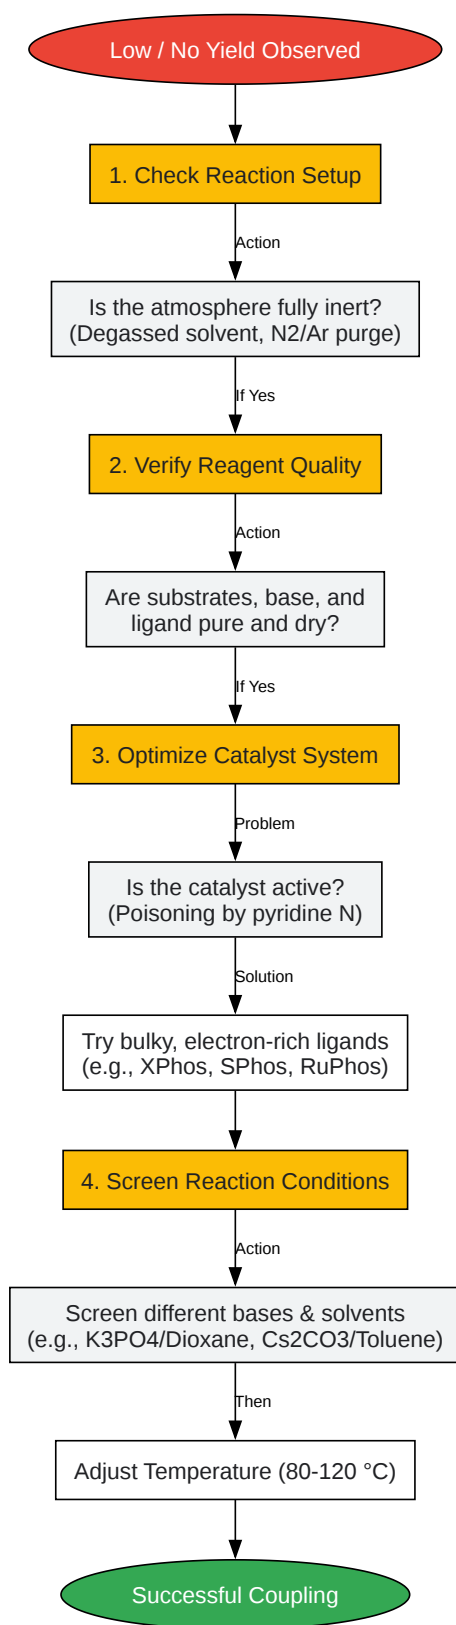 Low / No Yield Observed
1. Check Reaction Setup
Action
Is the atmosphere fully inert?
(Degassed solvent, N2/Ar purge)
If Yes
2. Verify Reagent Quality
Action
Are substrates, base, and
ligand pure and dry?
If Yes
3. Optimize Catalyst System
Problem
Is the catalyst active?
(Poisoning by pyridine N)
Solution
Try bulky, electron-rich ligands
(e.g., XPhos, SPhos, RuPhos)
4. Screen Reaction Conditions
Action
Screen different bases & solvents
(e.g., K3PO4/Dioxane, Cs2CO3/Toluene)
Then
Adjust Temperature (80-120 °C)
Successful Coupling